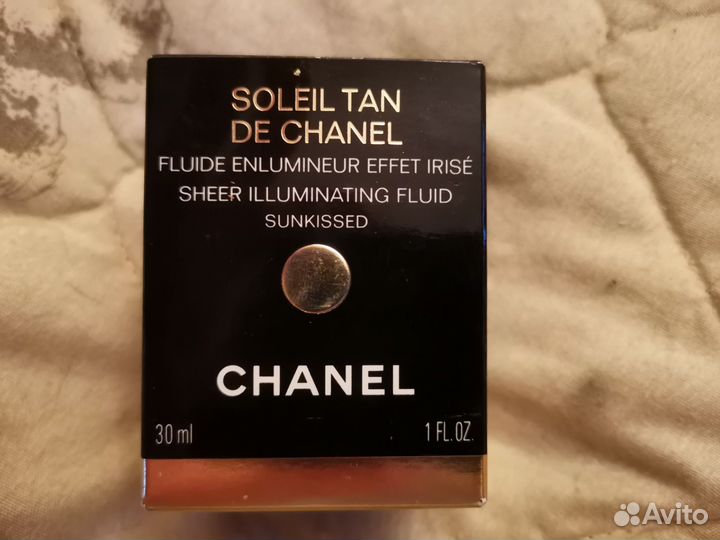 SOLEIL TAN
DE CHANEL
FLUIDE ENLUMINEUR EFFET IRISÉ
SHEER ILLUMINATING FLUID
SUNKISSED
CHANEL
30 ml 1 FL.OZ.
Avito